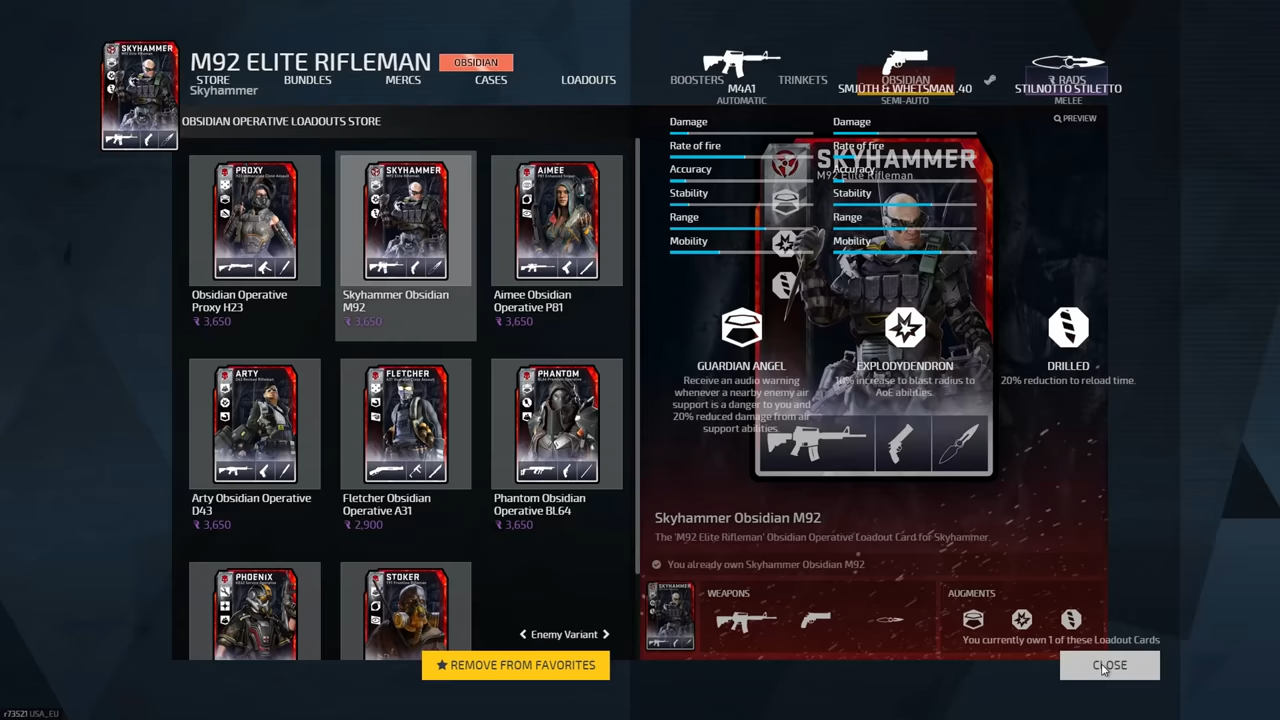 SKYHAMMER
M92 ELITE RIFLEMAN
OBSIDIAN
Skyhammer
STORE
BUNDLES
MERCS
CASES
LOADOUTS
BOOSTERS
TRINKETS
OBSIDIAN
RADS
M4A1
AUTOMATIC
SMJÜTH & WHETSMAN .40
SEMI-AUTO
STILNOTTO STILETTO
MELEE
PREVIEW
OBSIDIAN OPERATIVE LOADOUTS STORE
Damage
Rate of fire
Accuracy
Stability
Range
Mobility
Damage
Rate of fire
Accuracy
Stability
Range
Mobility
SKYHAMMER
M92 Elite Rifleman
PROXY
Obsidian Operative
Proxy H23
3,650
SKYHAMMER
Skyhammer Obsidian
M92
3,650
AIMEE
Aimee Obsidian
Operative P81
3,650
ARTY
Arty Obsidian Operative
D43
3,650
FLETCHER
Fletcher Obsidian
Operative A31
2,900
PHANTOM
Phantom Obsidian
Operative BL64
3,650
PHOENIX
STOKER
Enemy Variant
REMOVE FROM FAVORITES
GUARDIAN ANGEL
Receive an audio warning
whenever a nearby enemy air
support is a danger to you and
20% reduced damage from air
support abilities.
EXPLODYDENDRON
10% increase to blast radius to
AoE abilities.
DRILLED
20% reduction to reload time.
Skyhammer Obsidian M92
The 'M92 Elite Rifleman' Obsidian Operative Loadout Card for Skyhammer.
You already own Skyhammer Obsidian M92
SKYHAMMER
WEAPONS
AUGMENTS
You currently own 1 of these Loadout Cards
CLOSE
r73521 USA_EU